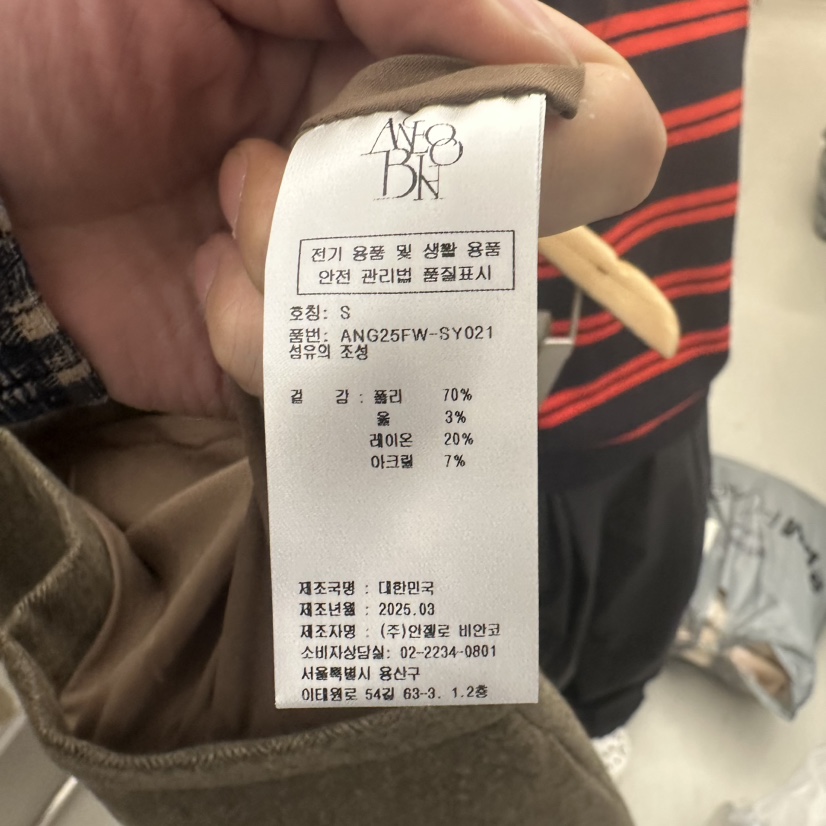 ANEO
BIN
전기 용품 및 생활 용품
안전 관리법 품질표시
호칭: S
품번: ANG25FW-SY021
섬유의 조성
겉 감 : 폴리 70%
울 3%
레이온 20%
아크릴 7%
제조국명 : 대한민국
제조년월 : 2025.03
제조자명 : (주)인젤로 비안코
소비자상담실: 02-2234-0801
서울특별시 용산구
이태원로 54길 63-3. 1.2층